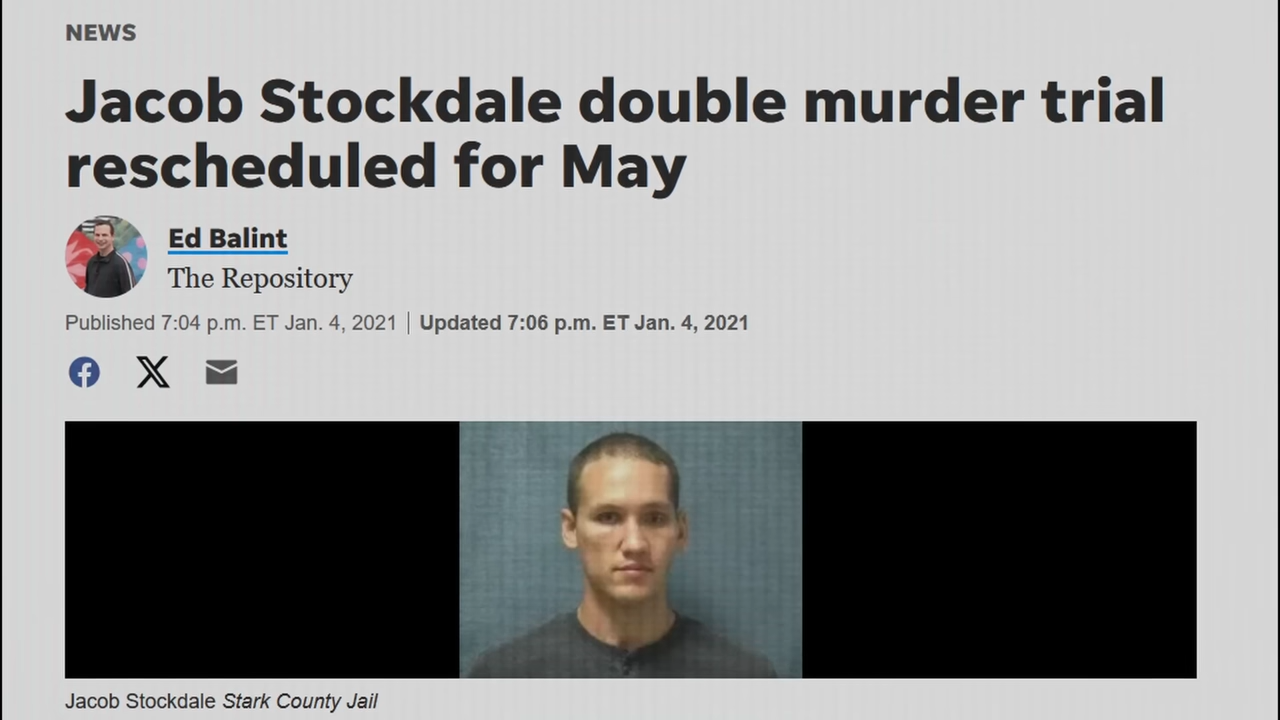 NEWS
Jacob Stockdale double murder trial
rescheduled for May
Ed Balint
The Repository
Published 7:04 p.m. ET Jan. 4, 2021 | Updated 7:06 p.m. ET Jan. 4, 2021
Jacob Stockdale Stark County Jail